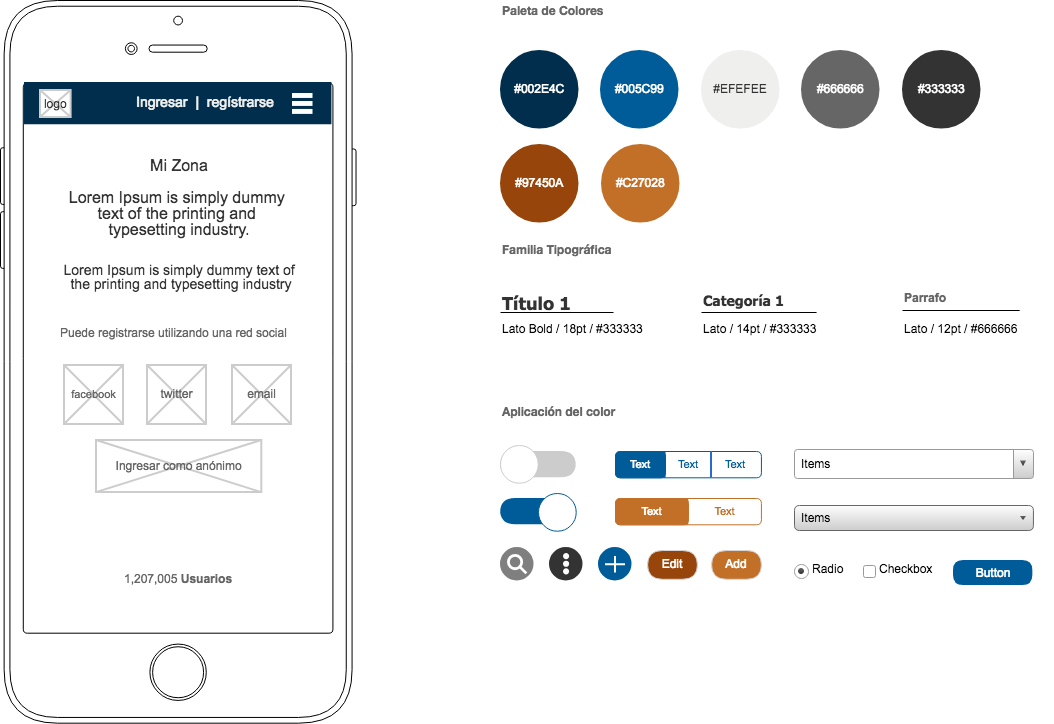 logo
Ingresar | regístrarse
Mi Zona
Lorem Ipsum is simply dummy
text of the printing and
typesetting industry.
Lorem Ipsum is simply dummy text of
the printing and typesetting industry
Puede registrarse utilizando una red social
facebook
twitter
email
Ingresar como anónimo
1,207,005 Usuarios
Paleta de Colores
#002E4C
#005C99
#EFEFEE
#666666
#333333
#97450A
#C27028
Familia Tipográfica
Título 1
Lato Bold / 18pt / #333333
Categoría 1
Lato / 14pt / #333333
Parrafo
Lato / 12pt / #666666
Aplicación del color
Text Text Text
Items
Text Text
Items
Edit
Add
Radio
Checkbox
Button